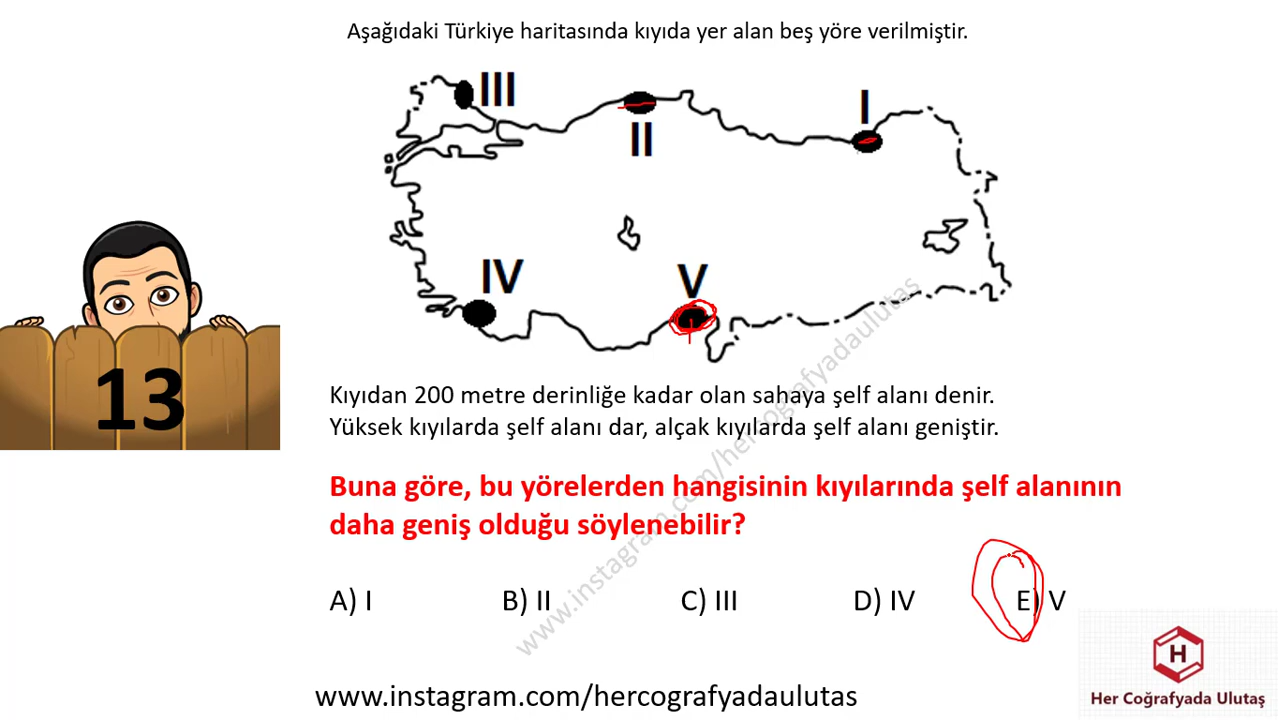 Aşağıdaki Türkiye haritasında kıyıda yer alan beş yöre verilmiştir.
III
II
I
IV
V
13
Kıyıdan 200 metre derinliğe kadar olan sahaya şelf alanı denir.
Yüksek kıyılarda şelf alanı dar, alçak kıyılarda şelf alanı geniştir.
Buna göre, bu yörelerden hangisinin kıyılarında şelf alanının
daha geniş olduğu söylenebilir?
A) I B) II C) III D) IV E) V
www.instagram.com/hercografyadaulutas
www.instagram.com/hercografyadaulutas
H
Her Coğrafyada Ulutaş